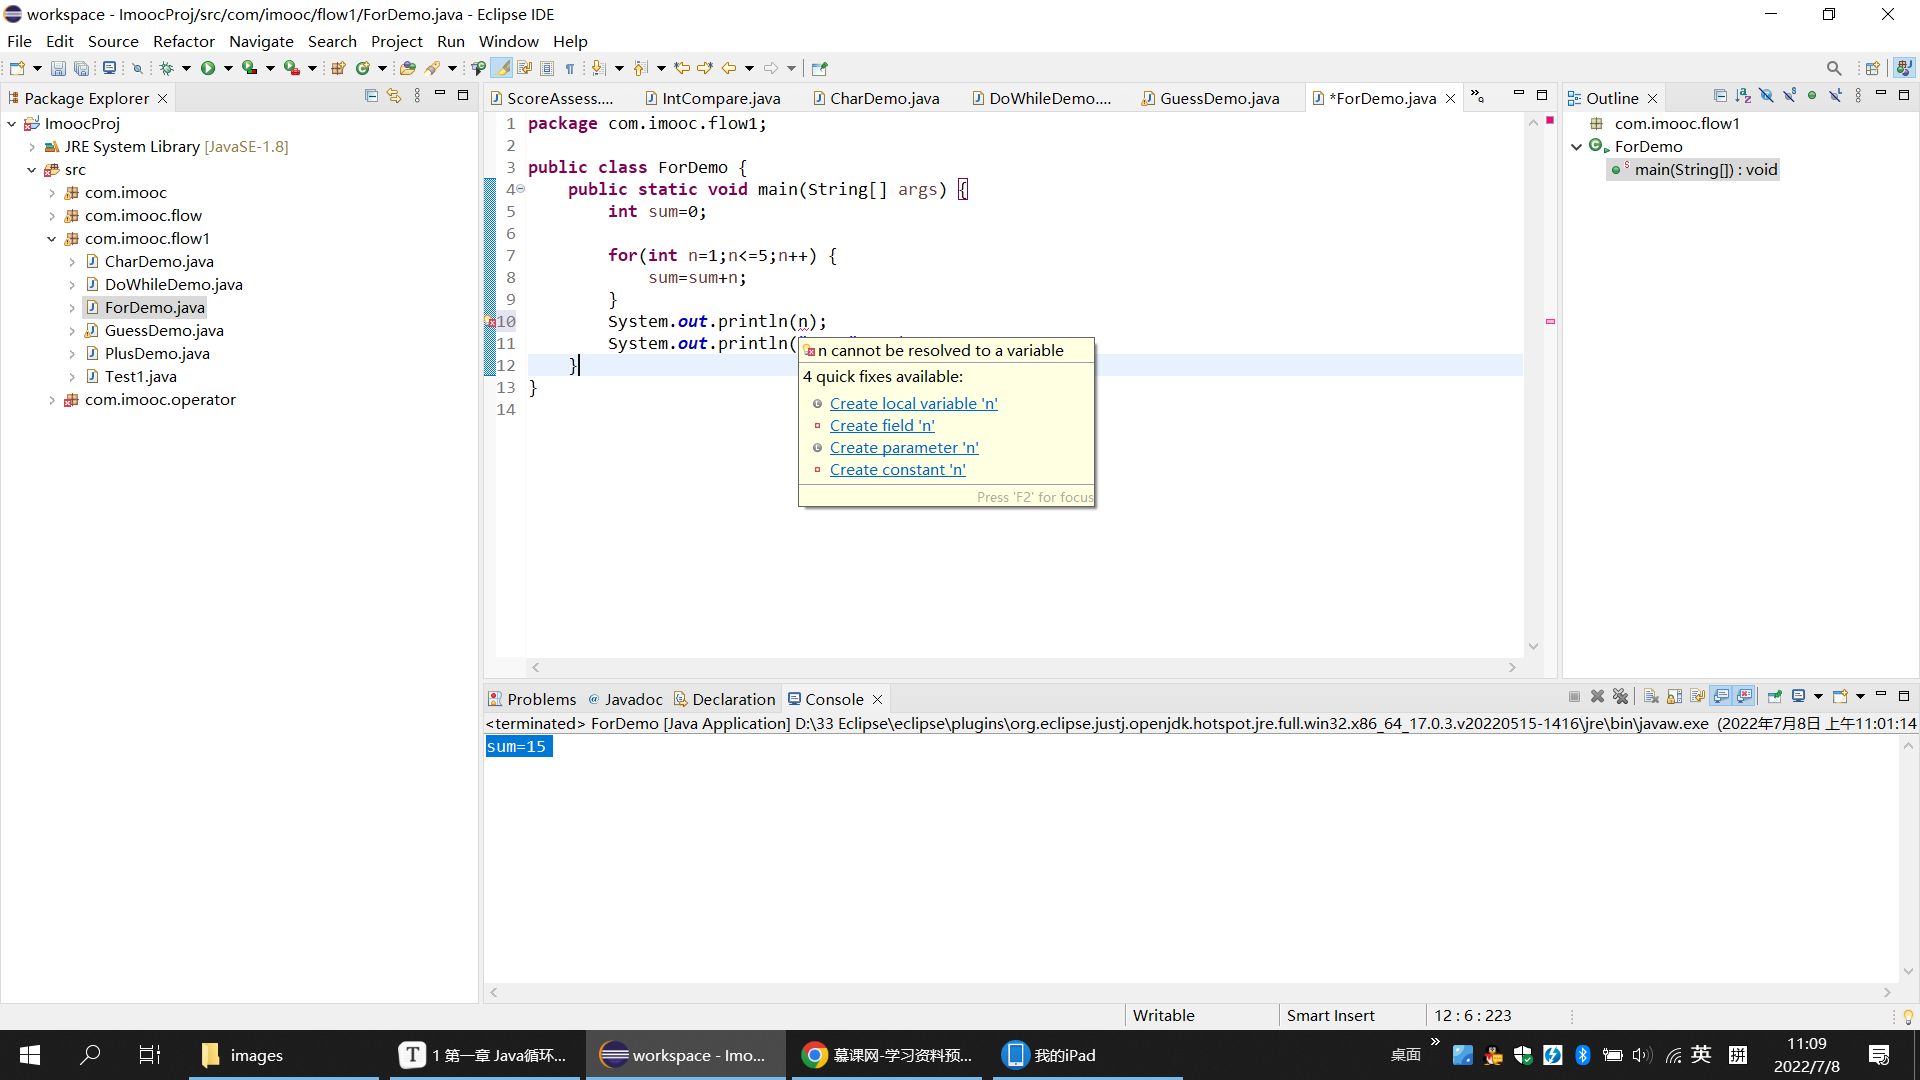 workspace - ImoocProj/src/com/imooc/flow1/ForDemo.java - Eclipse IDE
File Edit Source Refactor Navigate Search Project Run Window Help
Package Explorer
ImoocProj
JRE System Library [JavaSE-1.8]
src
com.imooc
com.imooc.flow
com.imooc.flow1
CharDemo.java
DoWhileDemo.java
ForDemo.java
GuessDemo.java
PlusDemo.java
Test1.java
com.imooc.operator
ScoreAssess.... IntCompare.java CharDemo.java DoWhileDemo.... GuessDemo.java *ForDemo.java
1 package com.imooc.flow1;
2
3 public class ForDemo {
4 public static void main(String[] args) {
5 int sum=0;
6
7 for(int n=1;n<=5;n++) {
8 sum=sum+n;
9 }
10 System.out.println(n);
11 System.out.println(
12 }
13 }
14
n cannot be resolved to a variable
4 quick fixes available:
Create local variable 'n'
Create field 'n'
Create parameter 'n'
Create constant 'n'
Press 'F2' for focus
Outline
com.imooc.flow1
ForDemo
main(String[]) : void
Problems Javadoc Declaration Console
<terminated> ForDemo [Java Application] D:\33 Eclipse\eclipse\plugins\org.eclipse.justj.openjdk.hotspot.jre.full.win32.x86_64_17.0.3.v20220515-1416\jre\bin\javaw.exe (2022年7月8日 上午11:01:14
sum=15
Writable Smart Insert 12 : 6 : 223
images
1 第一章 Java循环...
workspace - Imo...
慕课网-学习资料预...
我的iPad
桌面
英
拼
11:09
2022/7/8